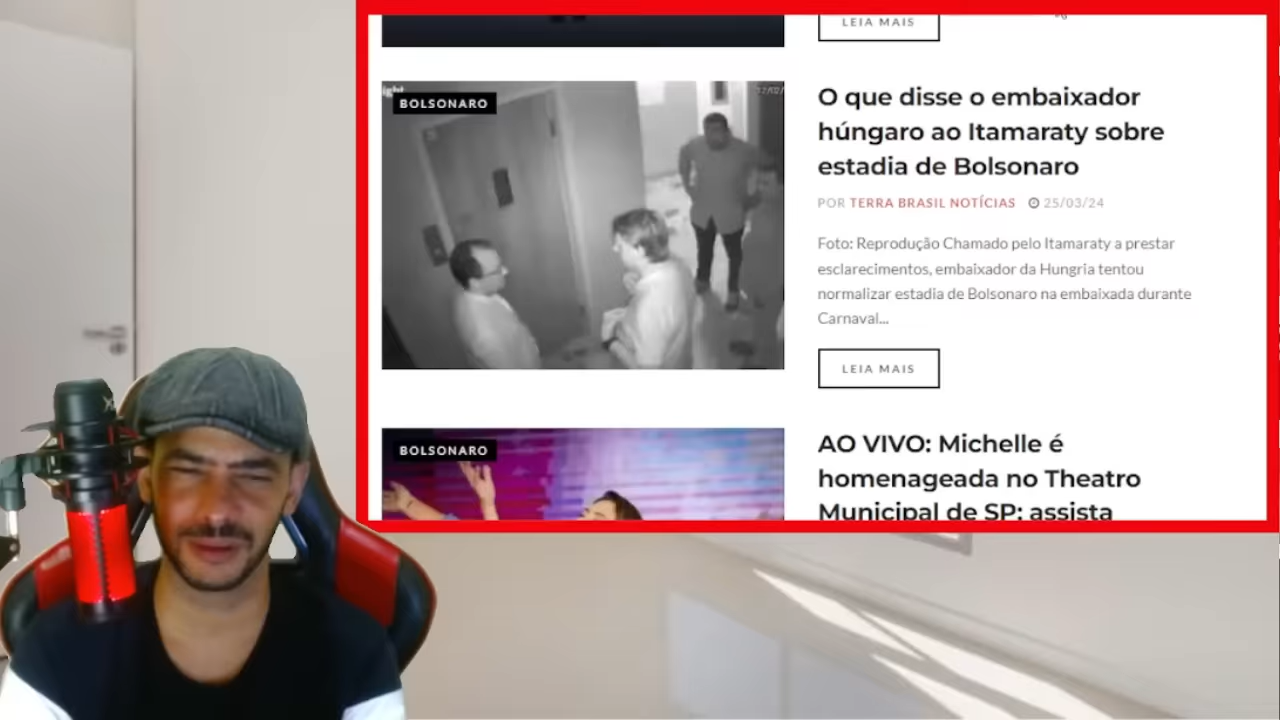 LEIA MAIS
BOLSONARO
O que disse o embaixador
húngaro ao Itamaraty sobre
estadia de Bolsonaro
POR TERRA BRASIL NOTÍCIAS 25/03/24
Foto: Reprodução Chamado pelo Itamaraty a prestar
esclarecimentos, embaixador da Hungria tentou
normalizar estadia de Bolsonaro na embaixada durante
Carnaval...
LEIA MAIS
BOLSONARO
AO VIVO: Michelle é
homenageada no Theatro
Municipal de SP; assista